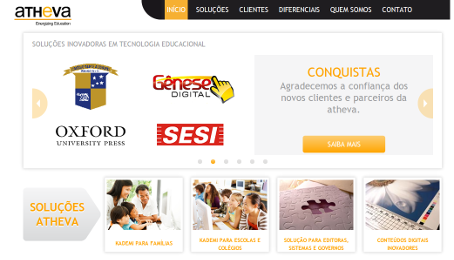 atheva
Energizing Education
INÍCIO SOLUÇÕES CLIENTES DIFERENCIAIS QUEM SOMOS CONTATO
SOLUÇÕES INOVADORAS EM TECNOLOGIA EDUCACIONAL
Gênese
DIGITAL
OXFORD
UNIVERSITY PRESS
SESI
CONQUISTAS
Agradecemos a confiança dos
novos clientes e parceiros da
atheva.
SAIBA MAIS
SOLUÇÕES
ATHEVA
KADEM PARA FAMÍLIAS
KADEM PARA ESCOLAS E
COLÉGIOS
SOLUÇÃO PARA EDITORAS,
SISTEMAS E GOVERNOS
CONTEÚDOS DIGITAIS
INOVADORES